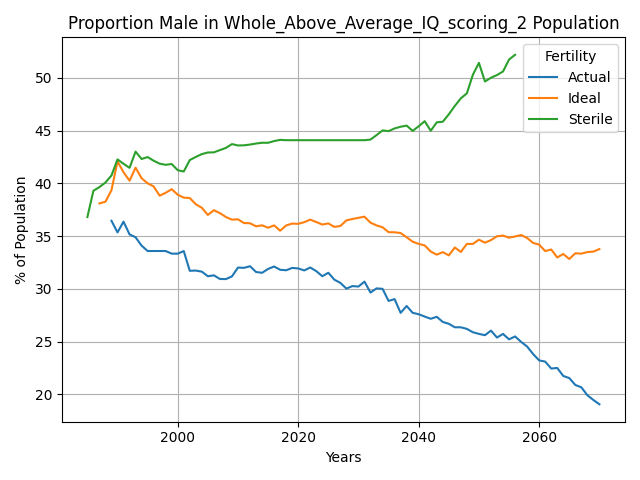 Proportion Male in Whole_Above_Average_IQ_scoring_2 Population
Fertility
Actual
Ideal
Sterile
% of Population
50
45
40
35
30
25
20
2000
2020
2040
2060
Years